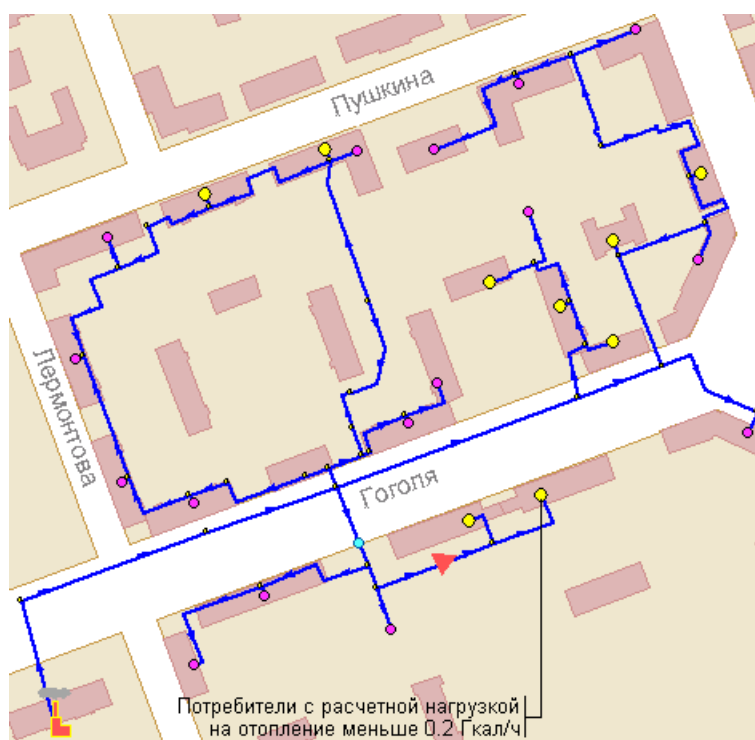 Пушкина
Лермонтова
Гоголя
Потребители с расчетной нагрузкой
на отопление меньше 0.2 Гкал/ч